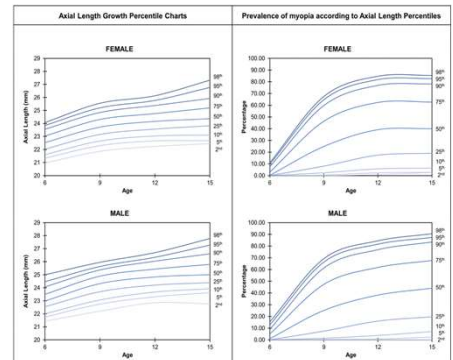 Axial Length Growth Percentile Charts
Prevalence of myopia according to Axial Length Percentiles
FEMALE
Axial Length (mm)
29
28
27
26
25
24
23
22
21
20
6
9
12
15
Age
98th
95th
90th
75th
50th
25th
10th
5th
2nd
FEMALE
Percentage
100.00
90.00
80.00
70.00
60.00
50.00
40.00
30.00
20.00
10.00
0.00
6
9
12
15
Age
98th
95th
90th
75th
50th
25th
10th
5th
2nd
MALE
Axial Length (mm)
29
28
27
26
25
24
23
22
21
20
6
9
12
15
Age
98th
95th
90th
75th
50th
25th
10th
5th
2nd
MALE
Percentage
100.00
90.00
80.00
70.00
60.00
50.00
40.00
30.00
20.00
10.00
0.00
6
9
12
15
Age
98th
95th
90th
75th
50th
25th
10th
5th
2nd